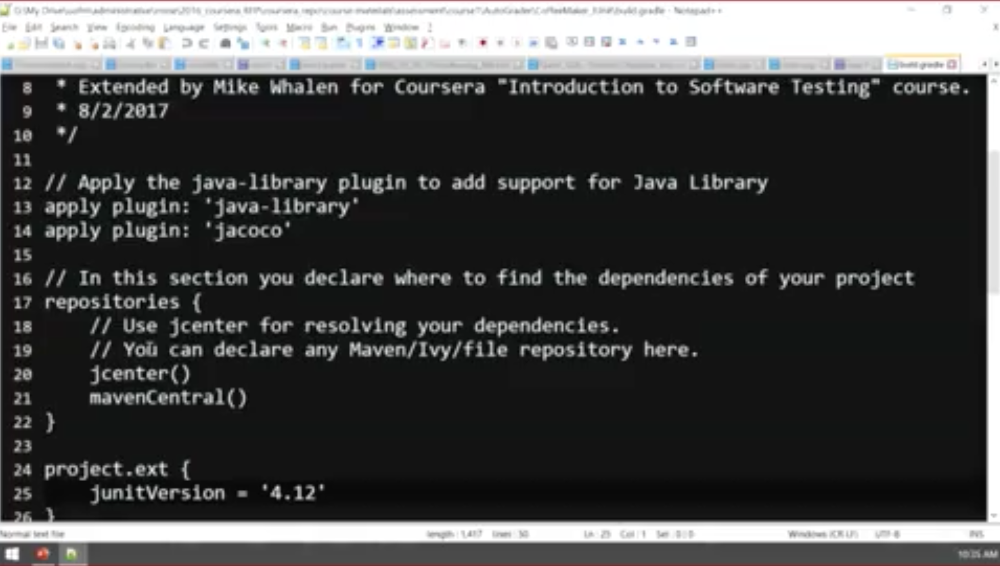 build.gradle - Notepad++
File Edit Search View Encoding Language Settings Tools Macro Run Plugins Window ?
build.gradle
8 * Extended by Mike Whalen for Coursera "Introduction to Software Testing" course.
9 * 8/2/2017
10 */
11
12 // Apply the java-library plugin to add support for Java Library
13 apply plugin: 'java-library'
14 apply plugin: 'jacoco'
15
16 // In this section you declare where to find the dependencies of your project
17 repositories {
18 // Use jcenter for resolving your dependencies.
19 // You can declare any Maven/Ivy/file repository here.
20 jcenter()
21 mavenCentral()
22 }
23
24 project.ext {
25 junitVersion = '4.12'
26 }
Normal text file length : 1,417 lines : 50 Ln : 25 Col : 1 Sel : 0 | 0 Windows (CR LF) UTF-8 INS
10:35 AM